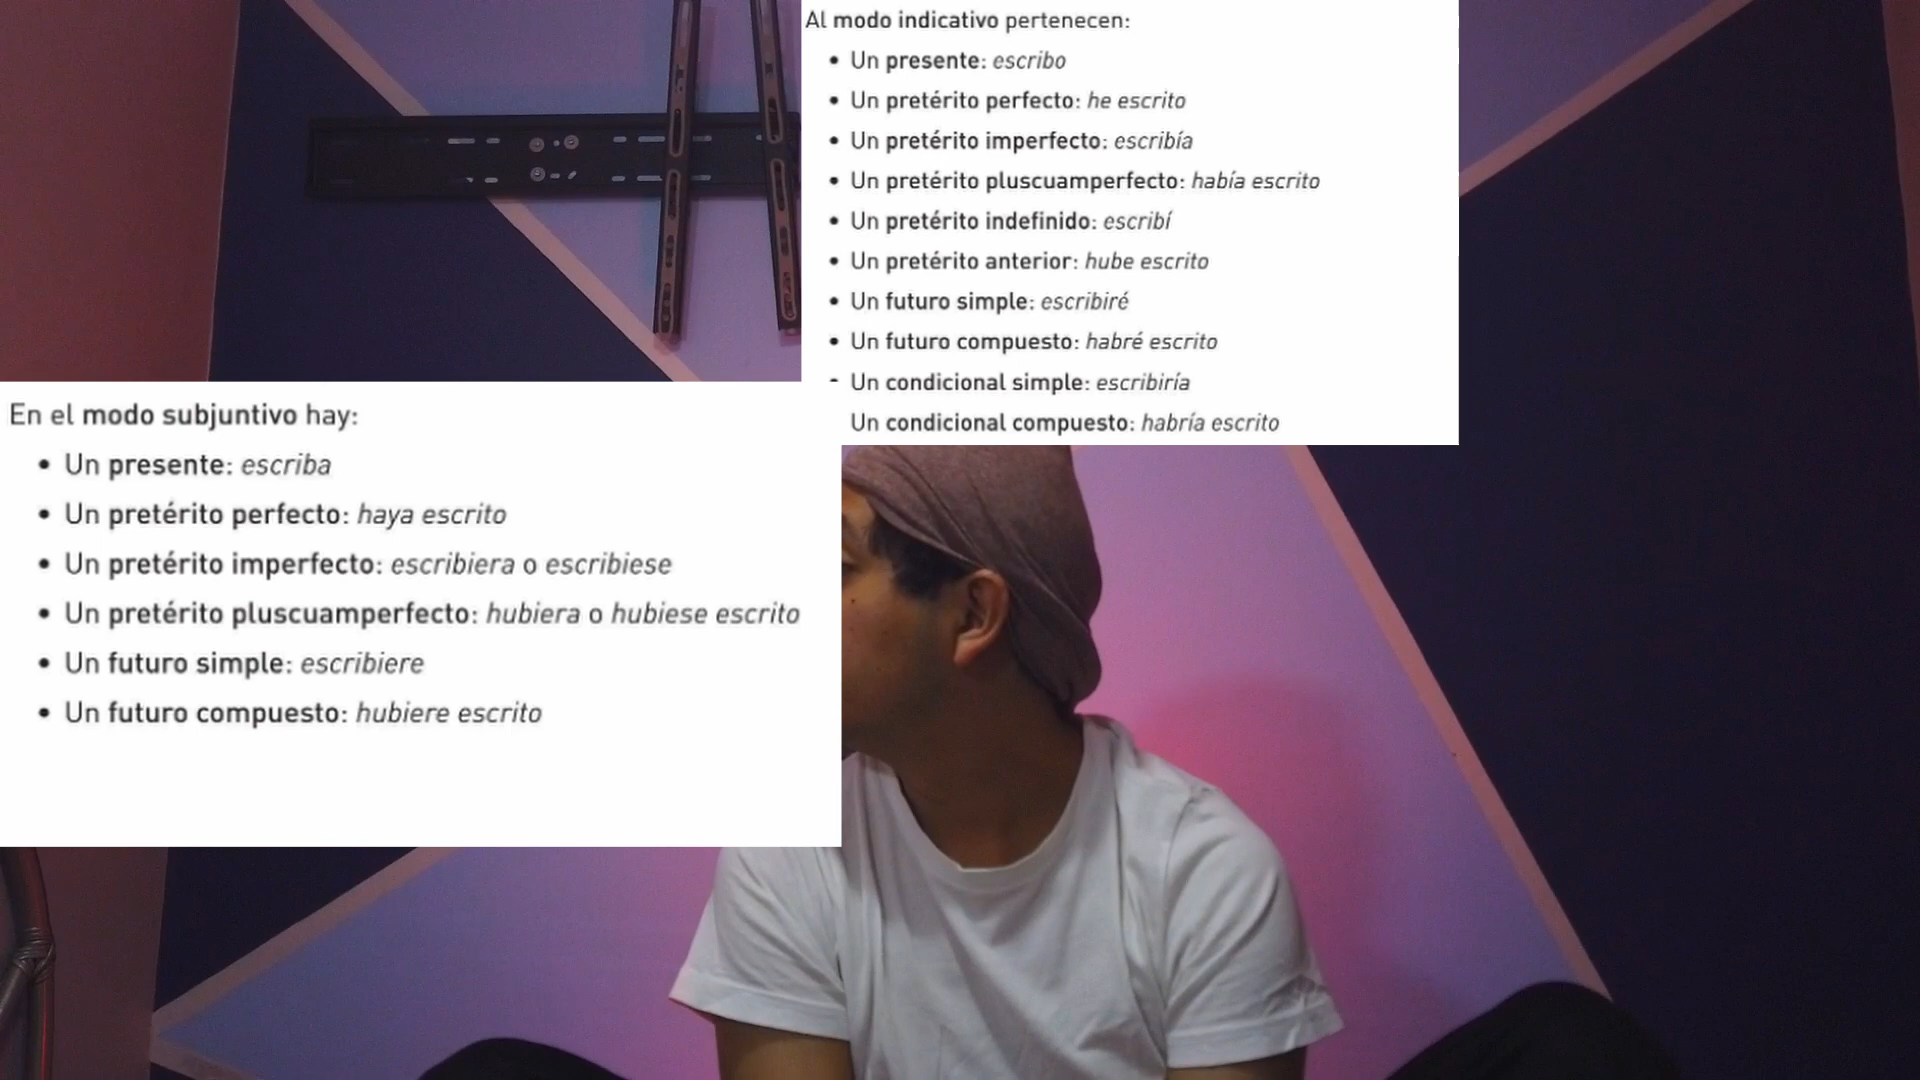 Al modo indicativo pertenecen:
• Un presente: escribo
• Un pretérito perfecto: he escrito
• Un pretérito imperfecto: escribía
• Un pretérito pluscuamperfecto: había escrito
• Un pretérito indefinido: escribí
• Un pretérito anterior: hube escrito
• Un futuro simple: escribiré
• Un futuro compuesto: habré escrito
Un condicional simple: escribiría
Un condicional compuesto: habría escrito
En el modo subjuntivo hay:
• Un presente: escriba
• Un pretérito perfecto: haya escrito
• Un pretérito imperfecto: escribiera o escribiese
• Un pretérito pluscuamperfecto: hubiera o hubiese escrito
• Un futuro simple: escribiere
• Un futuro compuesto: hubiere escrito